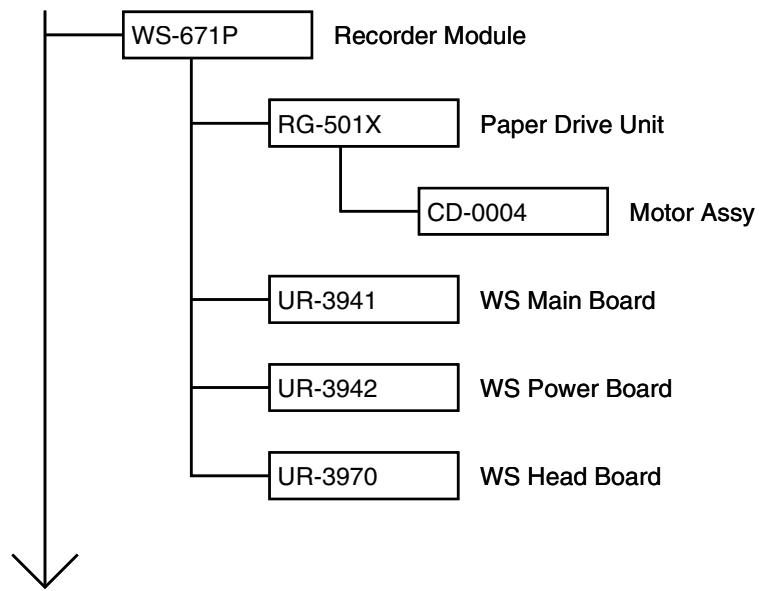 WS-671P Recorder Module
RG-501X Paper Drive Unit
CD-0004 Motor Assy
UR-3941 WS Main Board
UR-3942 WS Power Board
UR-3970 WS Head Board